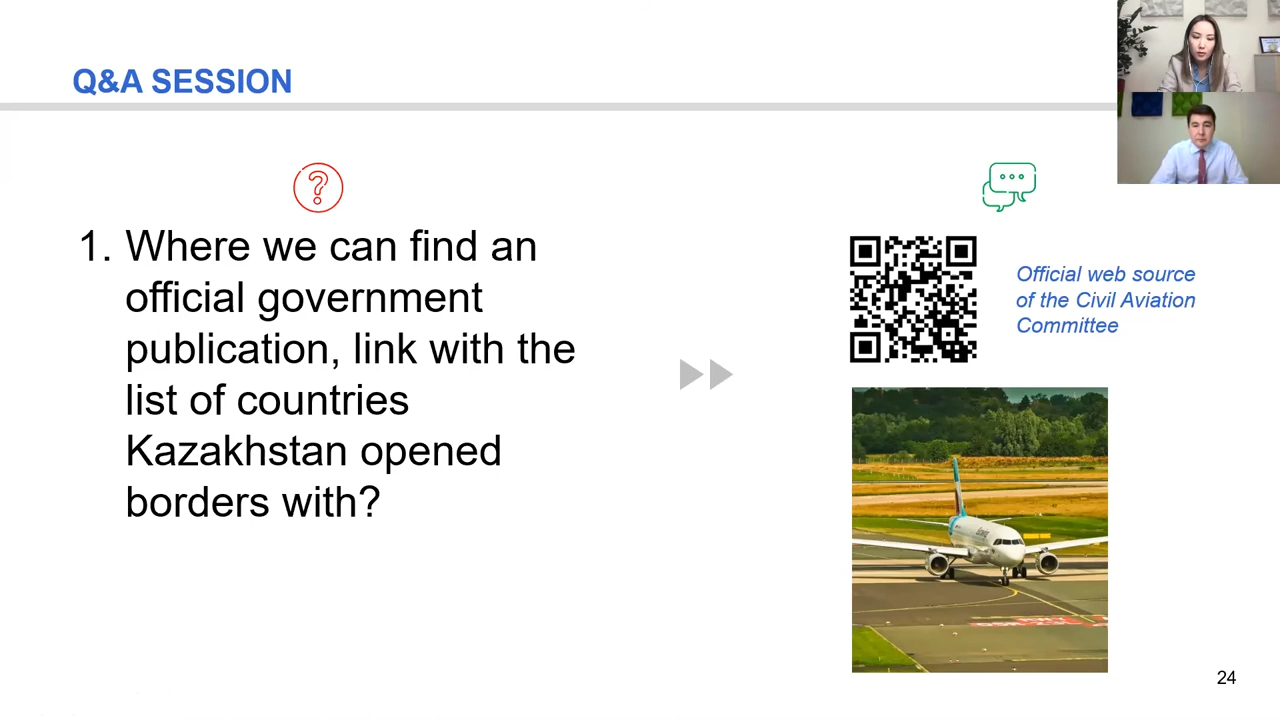 Q&A SESSION
1. Where we can find an
official government
publication, link with the
list of countries
Kazakhstan opened
borders with?
Official web source
of the Civil Aviation
Committee
24